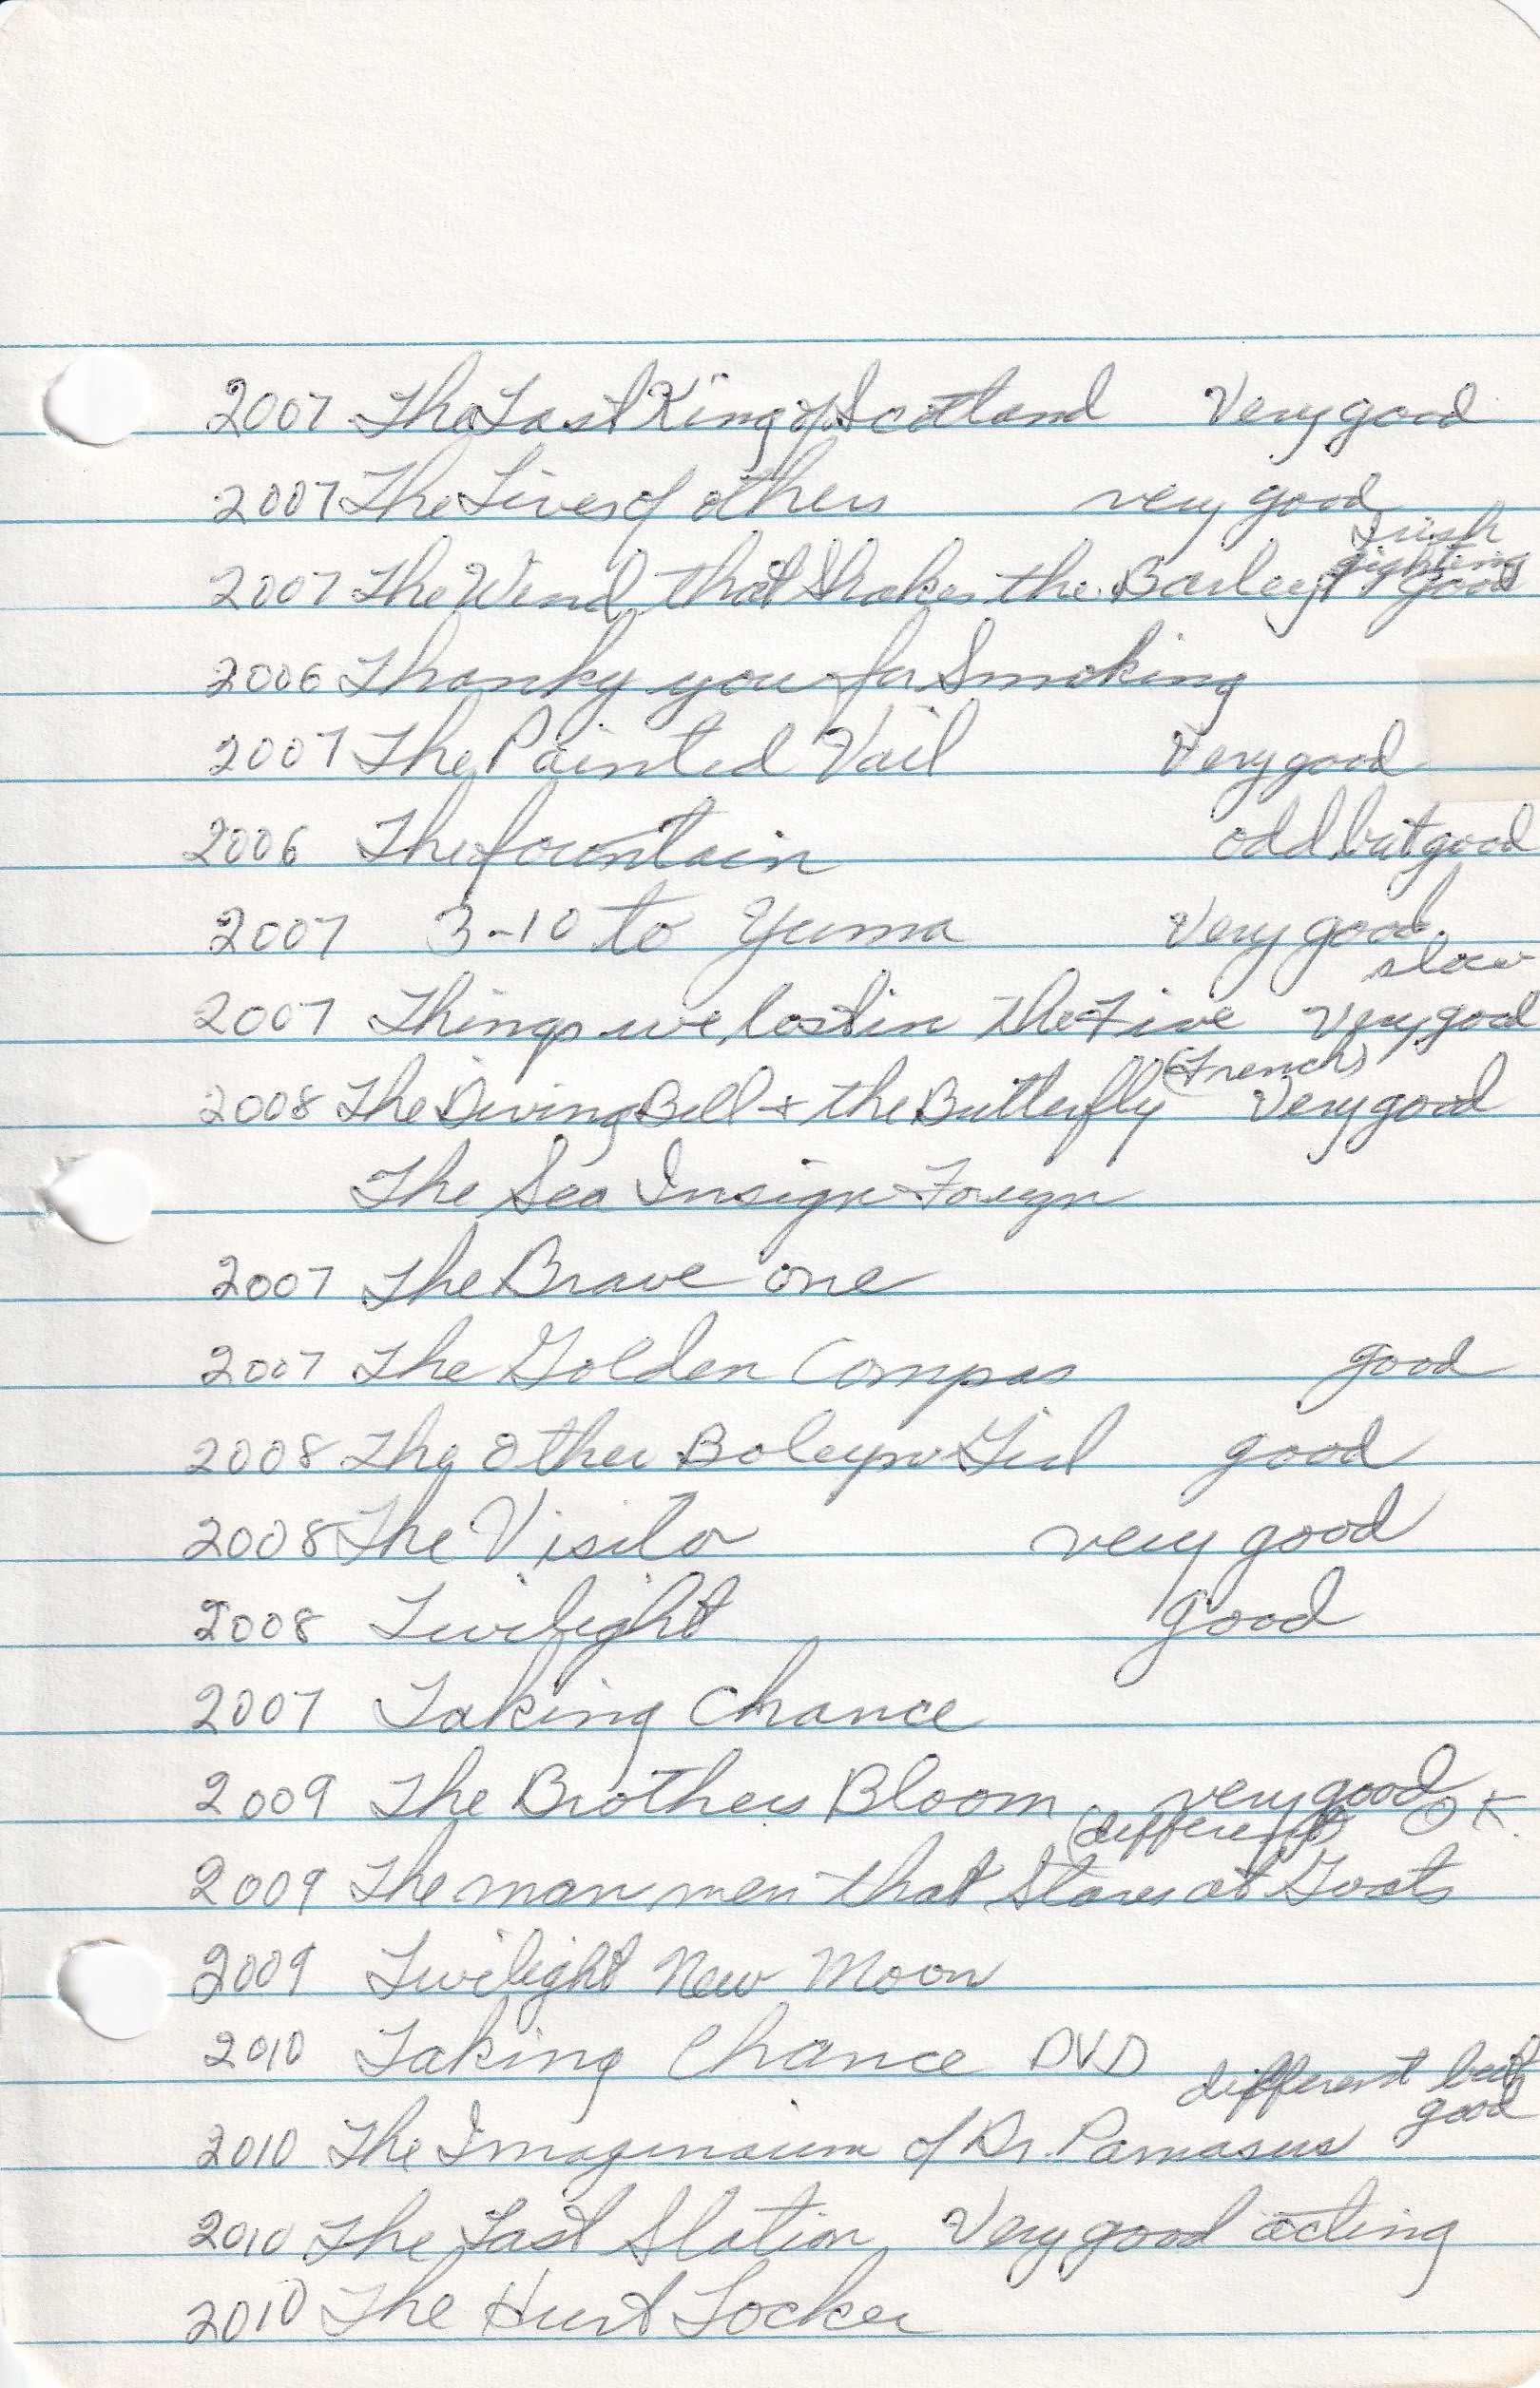 2007 The Last King of Scotland Very good
2007 The Lives of others very good
Irish
fighting
2007 The Wind that Shakes the Barley good
2006 Thanky you for Smoking
2007 The Painted Vail Very good
2006 The fountain odd but good
2007 3-10 to Yuma Very good
slow
2007 Things we lost in the Fire Very good
(French)
2008 The Diving Bell + the Butterfly Very good
The Sea Insign Foregn
2007 The Brave one
2007 The Golden Compas good
2008 The Other Boleyn Girl good
2008 The Visitor very good
2008 Twilight good
2007 Taking Chance
2009 The Brothers Bloom very good
(different) OK.
2009 The man men that Stares at Goats
2009 Twilight New Moon
2010 Taking Chance DVD
different but
good
2010 The Imaginaium of Dr. Parnasus
2010 The Last Station Very good acting
2010 The Hurt Locker